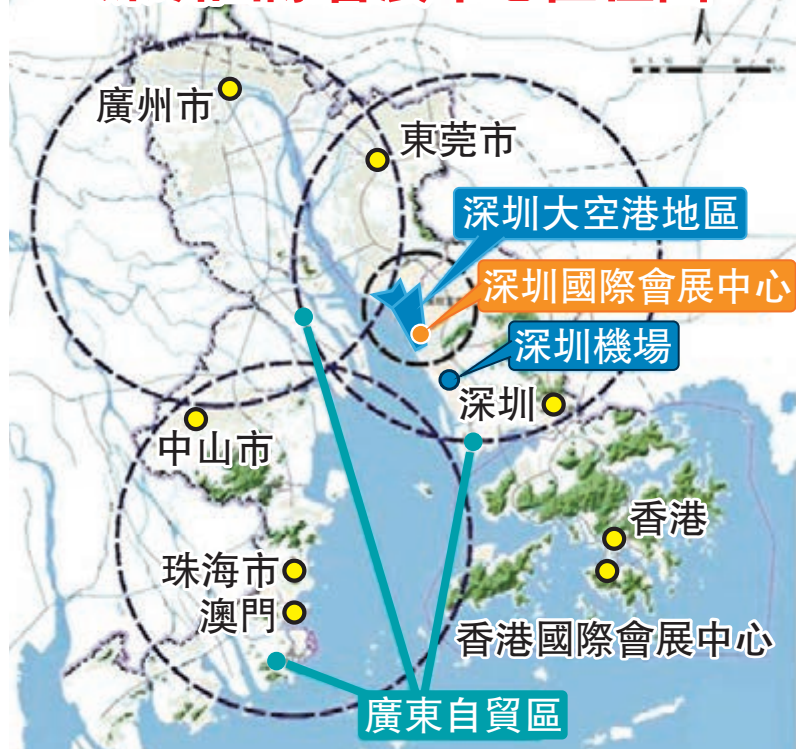 廣州市
東莞市
深圳大空港地區
深圳國際會展中心
深圳機場
深圳
中山市
香港
珠海市
澳門
香港國際會展中心
廣東自貿區